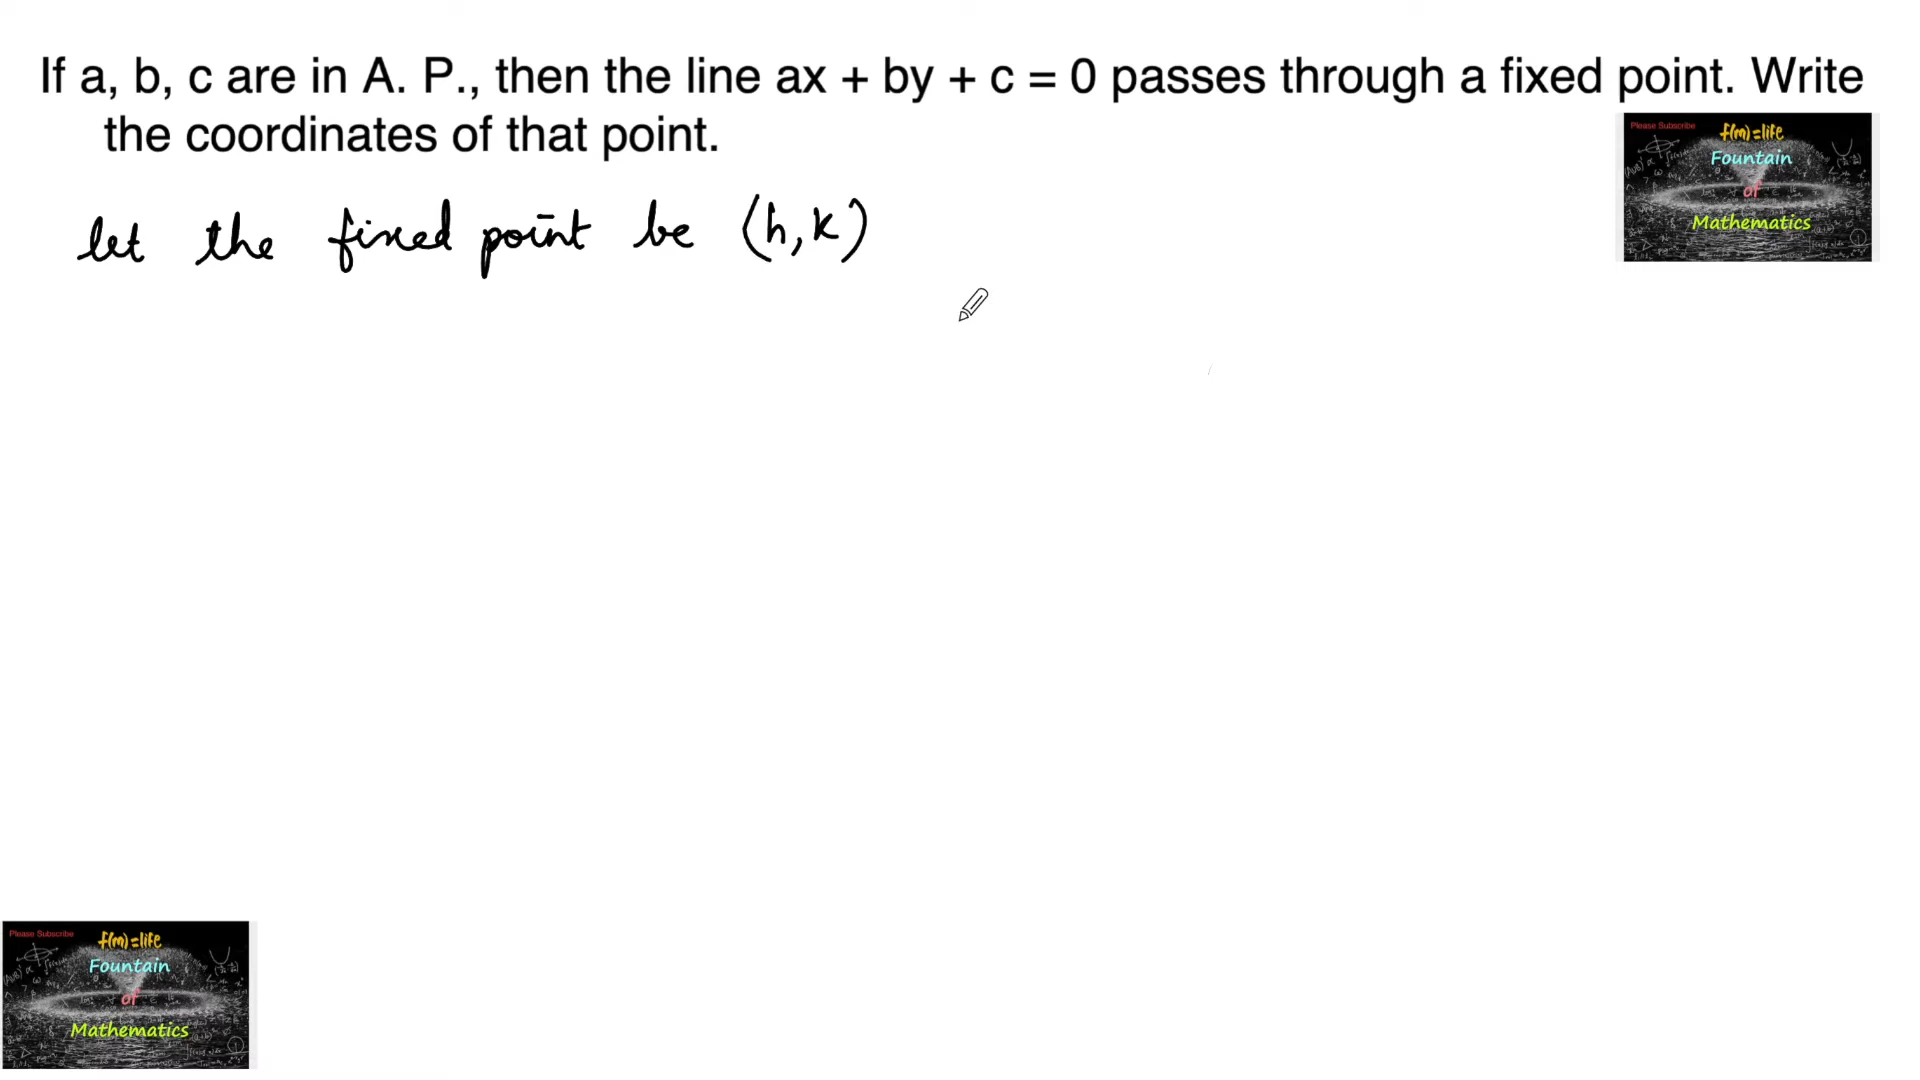 If a, b, c are in A. P., then the line ax + by + c = 0 passes through a fixed point. Write
the coordinates of that point.
let the fixed point be (h, k)
Please Subscribe
f(m)=life
Fountain
of
Mathematics
Please Subscribe
f(m)=life
Fountain
of
Mathematics